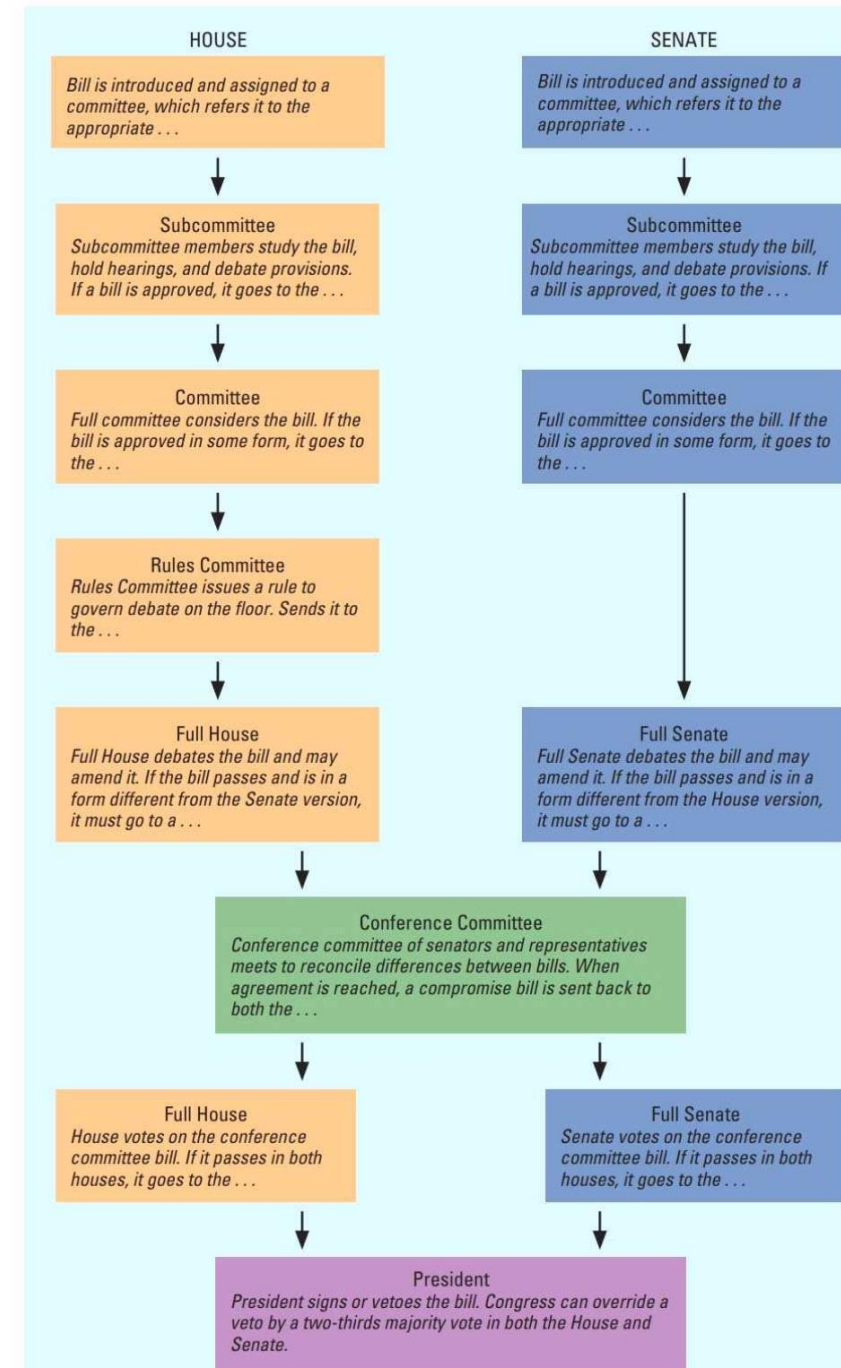 HOUSE
Bill is introduced and assigned to a
committee, which refers it to the
appropriate . . .
Subcommittee
Subcommittee members study the bill,
hold hearings, and debate provisions.
If a bill is approved, it goes to the . . .
Committee
Full committee considers the bill. If the
bill is approved in some form, it goes to
the . . .
Rules Committee
Rules Committee issues a rule to
govern debate on the floor. Sends it to
the . . .
Full House
Full House debates the bill and may
amend it. If the bill passes and is in a
form different from the Senate version,
it must go to a . . .
SENATE
Bill is introduced and assigned to a
committee, which refers it to the
appropriate . . .
Subcommittee
Subcommittee members study the bill,
hold hearings, and debate provisions. If
a bill is approved, it goes to the . . .
Committee
Full committee considers the bill. If the
bill is approved in some form, it goes to
the . . .
Full Senate
Full Senate debates the bill and may
amend it. If the bill passes and is in a
form different from the House version,
it must go to a . . .
Conference Committee
Conference committee of senators and representatives
meets to reconcile differences between bills. When
agreement is reached, a compromise bill is sent back to
both the . . .
Full House
House votes on the conference
committee bill. If it passes in both
houses, it goes to the . . .
Full Senate
Senate votes on the conference
committee bill. If it passes in both
houses, it goes to the . . .
President
President signs or vetoes the bill. Congress can override a
veto by a two-thirds majority vote in both the House and
Senate.